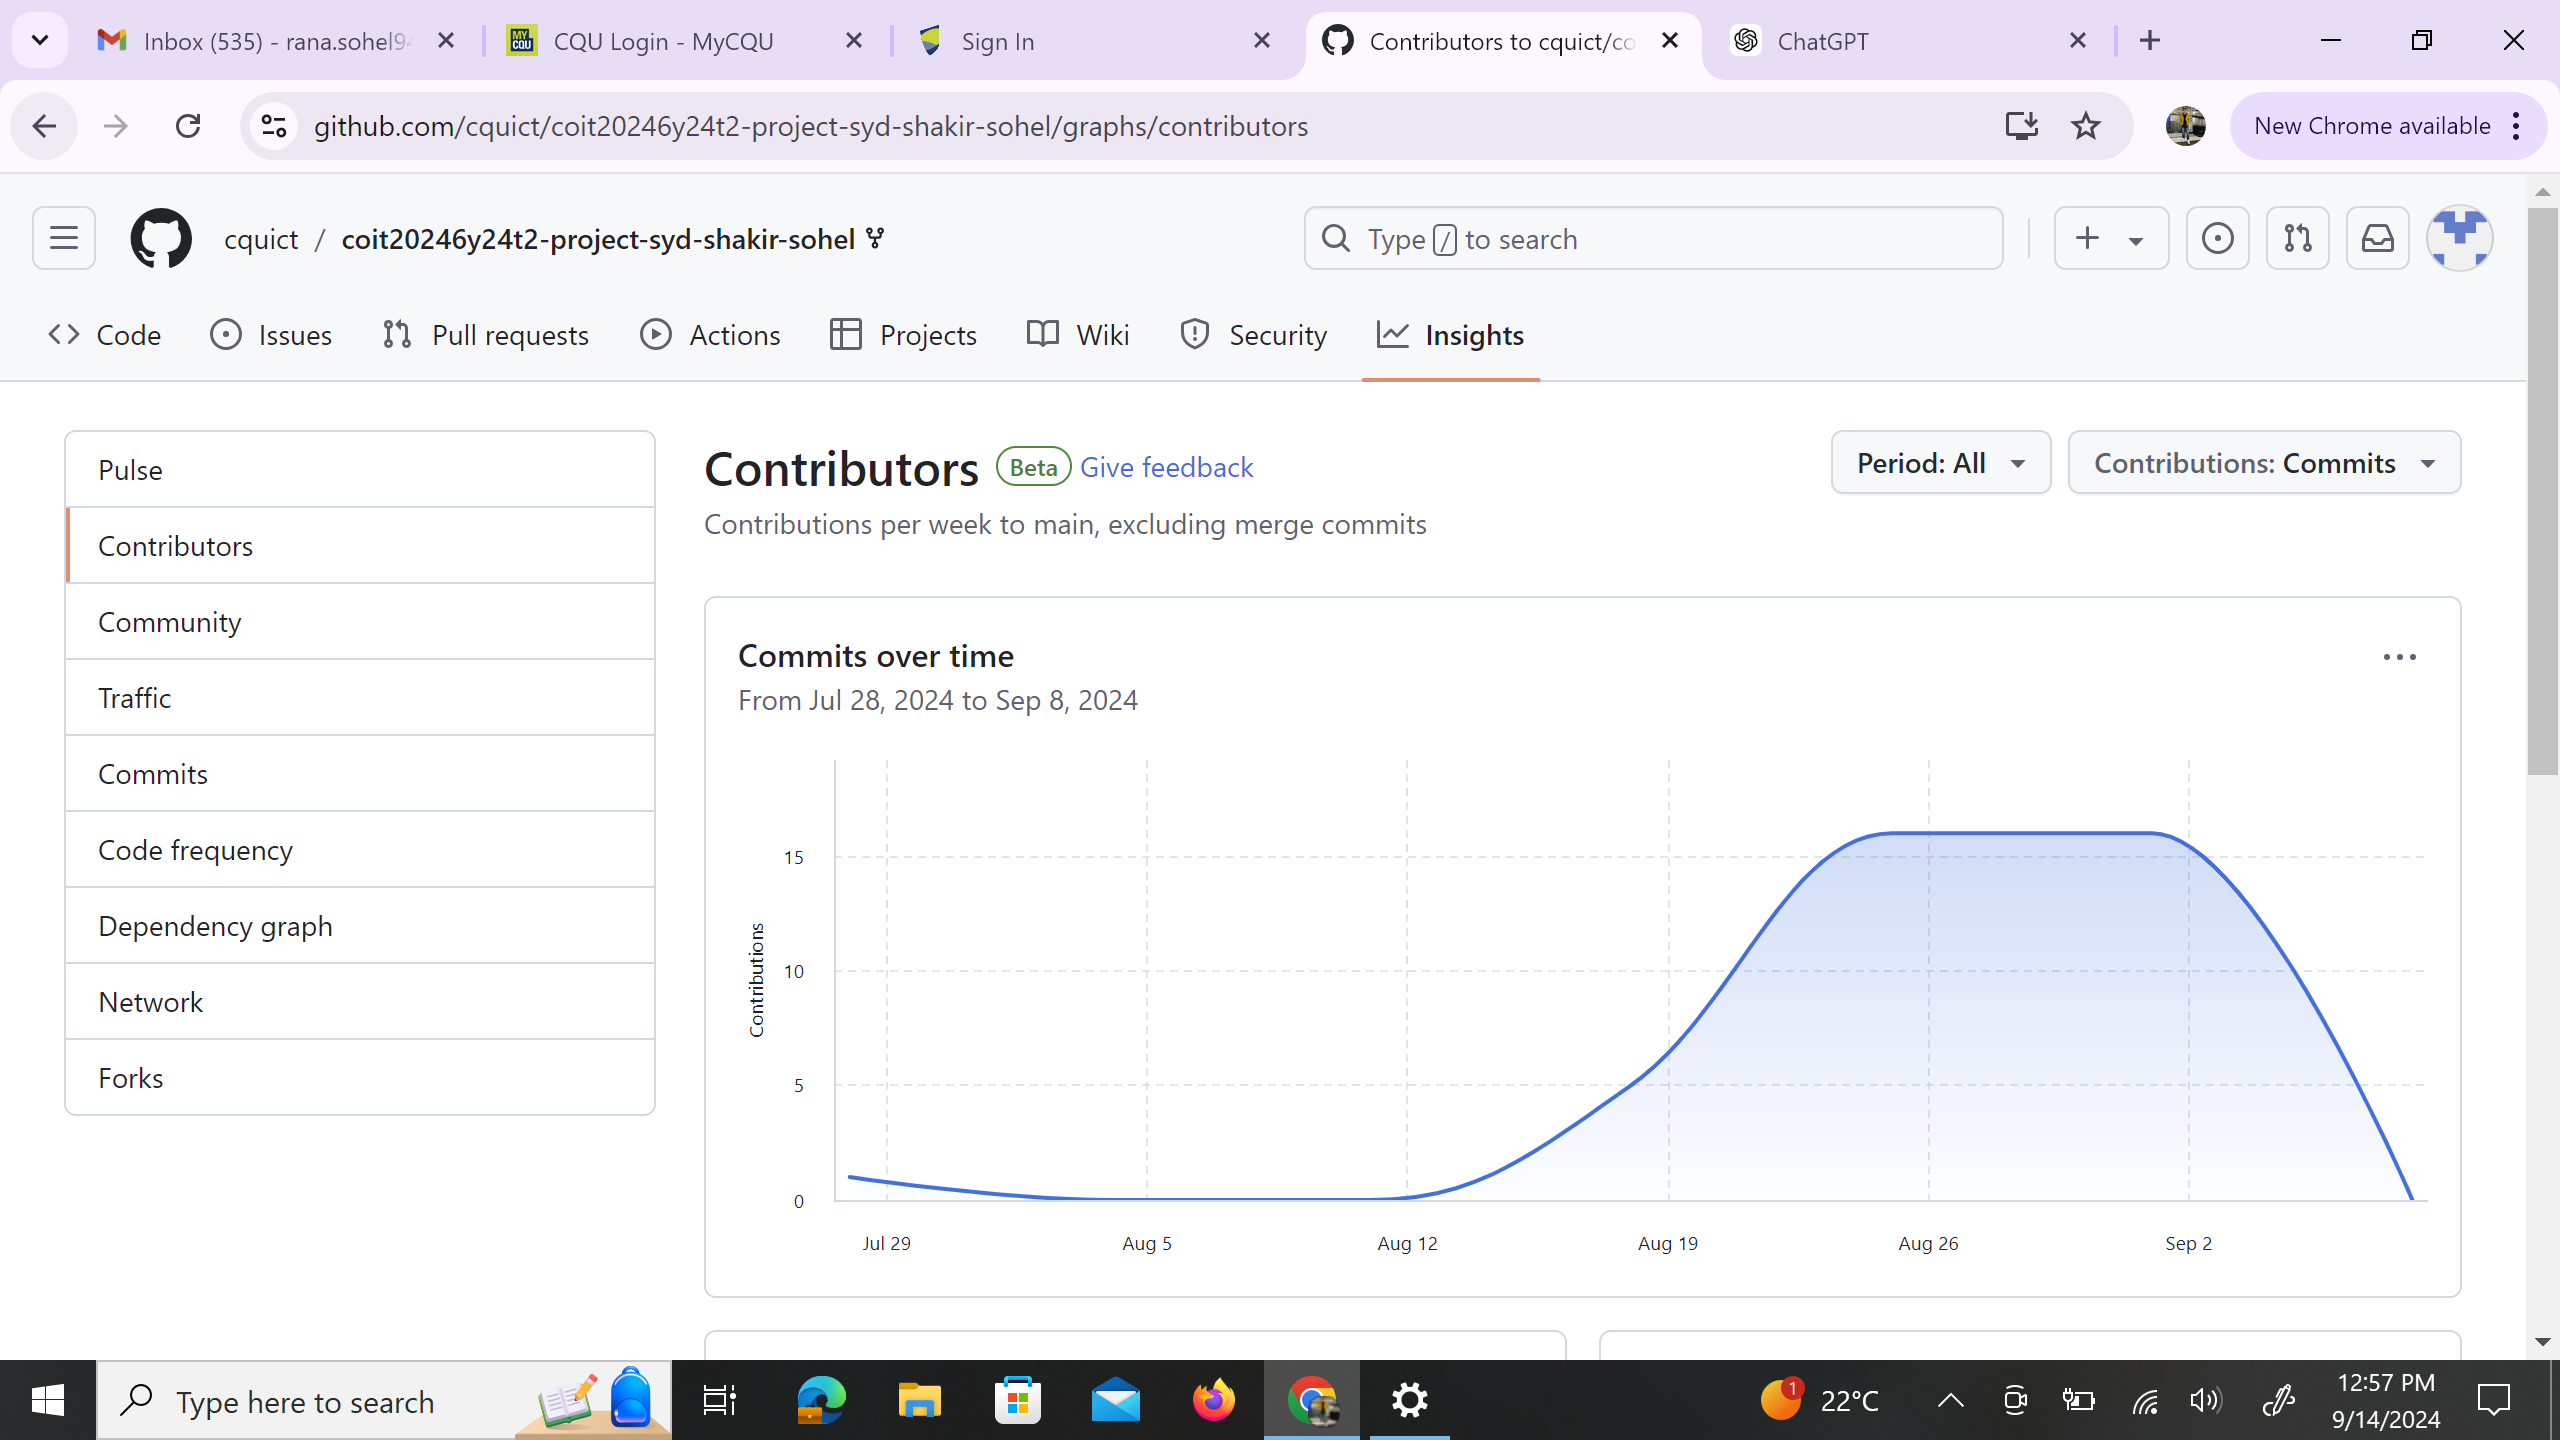 Inbox (535) - rana.sohel9
CQU Login - MyCQU
Sign In
Contributors to cquict/co
ChatGPT
github.com/cquict/coit20246y24t2-project-syd-shakir-sohel/graphs/contributors
New Chrome available
cquict / coit20246y24t2-project-syd-shakir-sohel
Type / to search
Code
Issues
Pull requests
Actions
Projects
Wiki
Security
Insights
Pulse
Contributors
Community
Traffic
Commits
Code frequency
Dependency graph
Network
Forks
Contributors Beta Give feedback
Period: All
Contributions: Commits
Contributions per week to main, excluding merge commits
Commits over time
From Jul 28, 2024 to Sep 8, 2024
Contributions
15
10
5
0
Jul 29
Aug 5
Aug 12
Aug 19
Aug 26
Sep 2
Type here to search
1
22°C
12:57 PM
9/14/2024
MY CQU